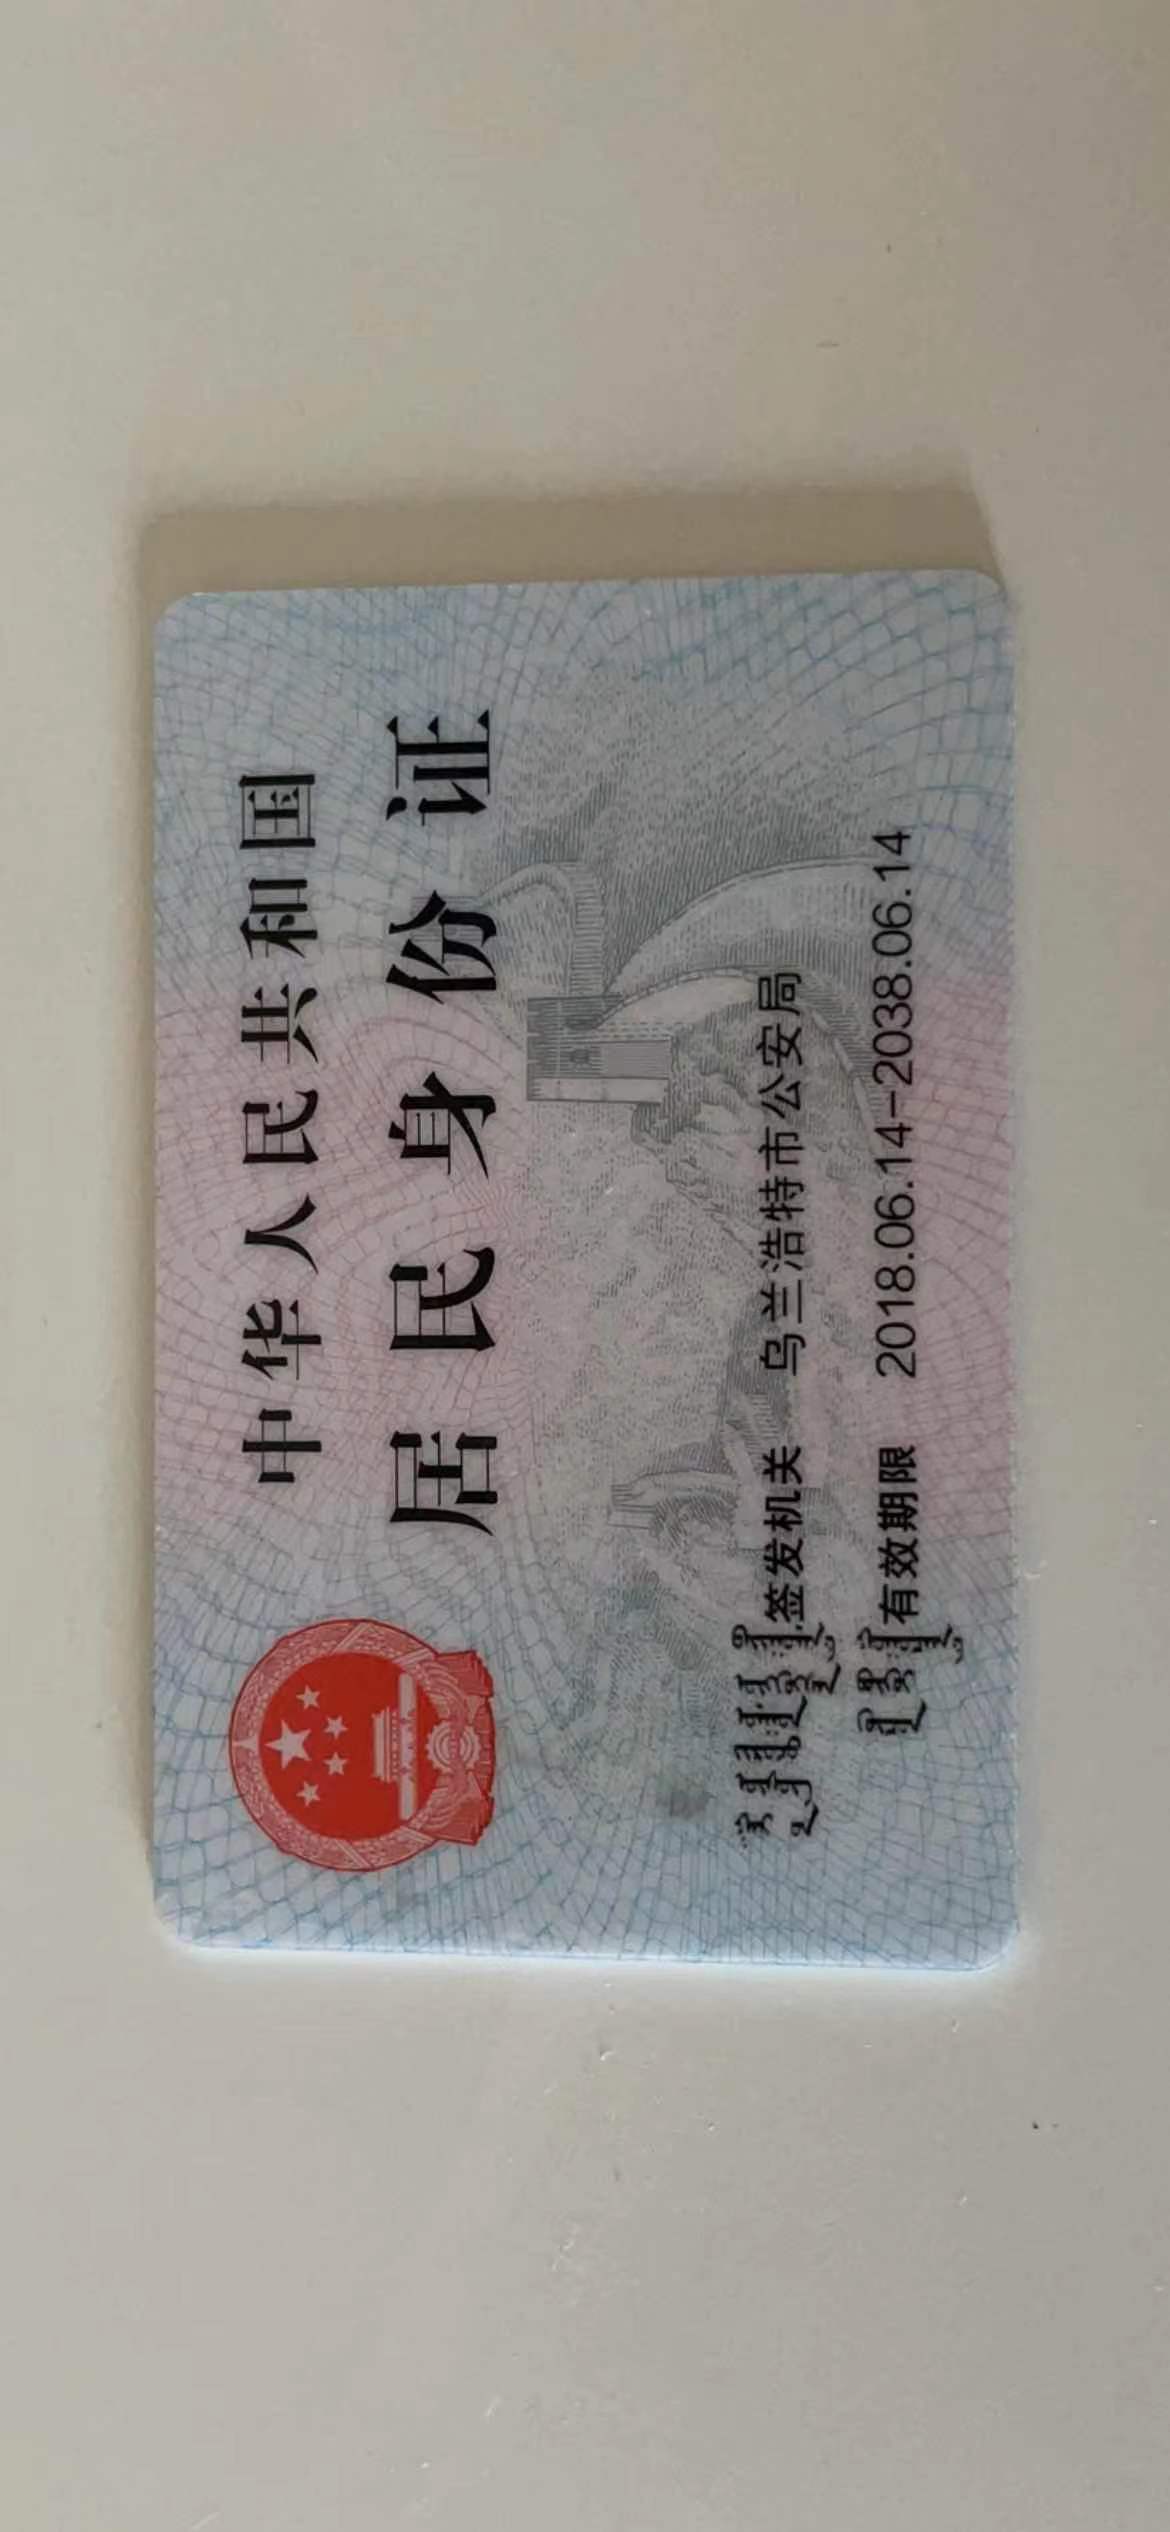 中华人民共和国
居民身份证
签发机关 乌兰浩特市公安局
有效期限 2018.06.14-2038.06.14